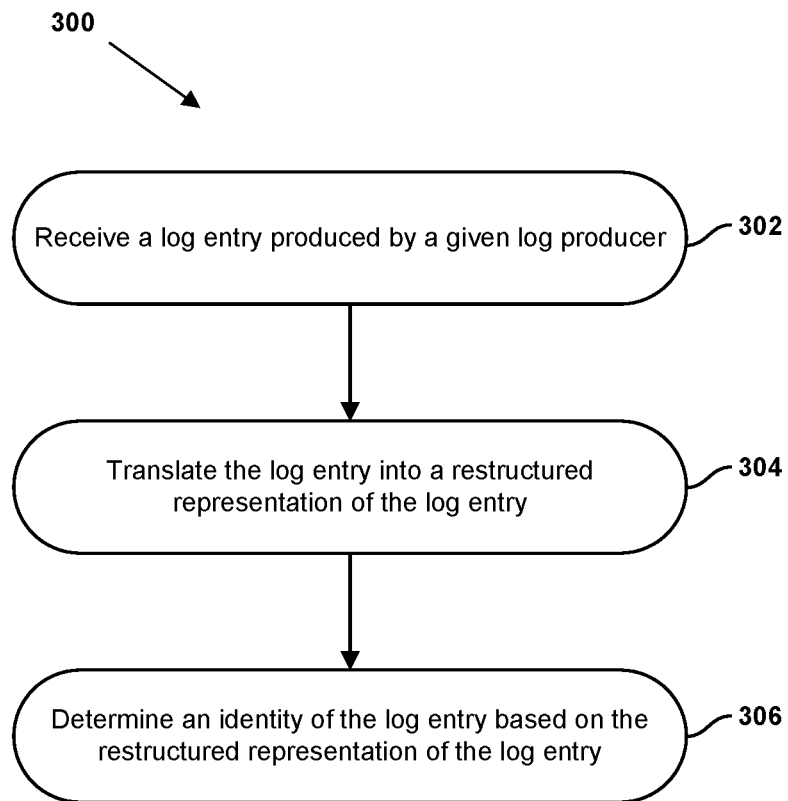 300
Receive a log entry produced by a given log producer
302
Translate the log entry into a restructured
representation of the log entry
304
Determine an identity of the log entry based on the
restructured representation of the log entry
306